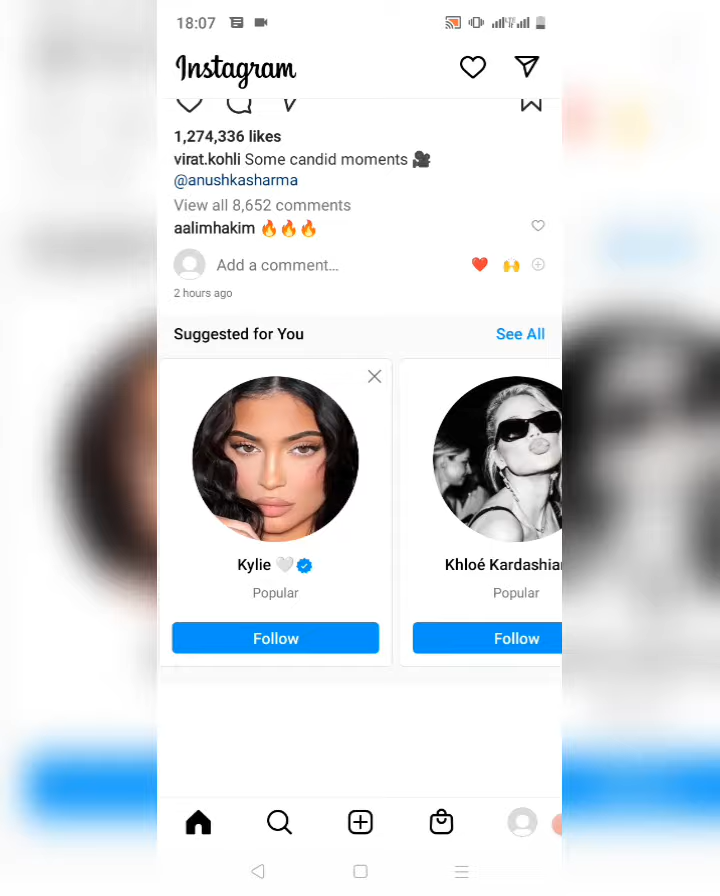 18:07
Instagram
1,274,336 likes
virat.kohli Some candid moments 🎥
@anushkasharma
View all 8,652 comments
aalimhakim 🔥🔥🔥
Add a comment...
2 hours ago
Suggested for You See All
Kylie 🤍
Popular
Follow
Khloé Kardashian
Popular
Follow